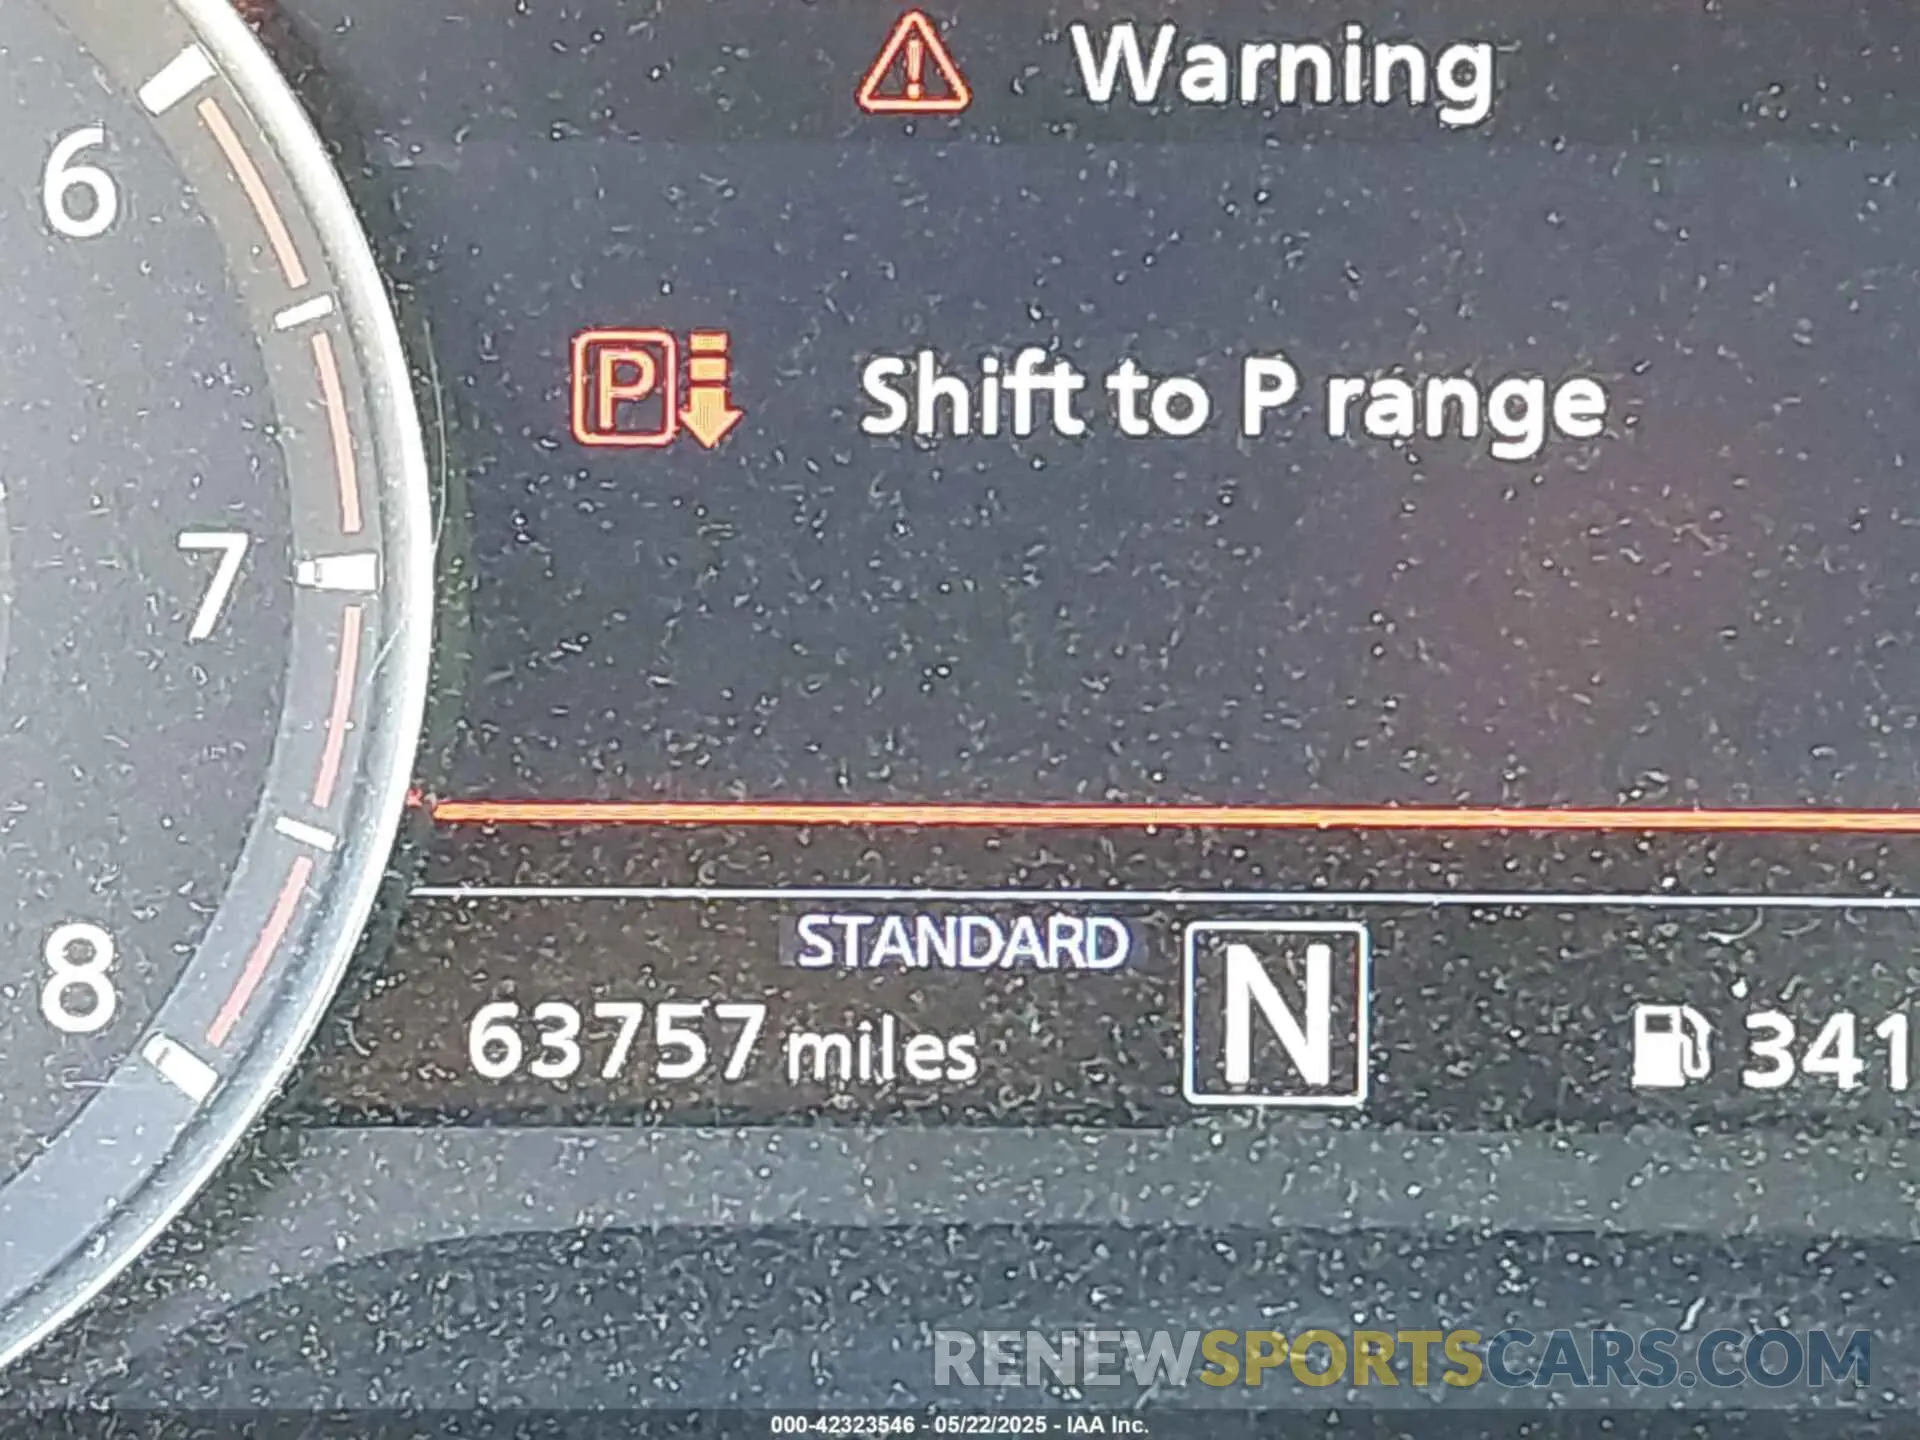 6
7
8
Warning
P
Shift to P range
STANDARD
63757 miles
N
341
RENEWSPORTSCARS.COM
000-42323546 - 05/22/2025 - IAA Inc.